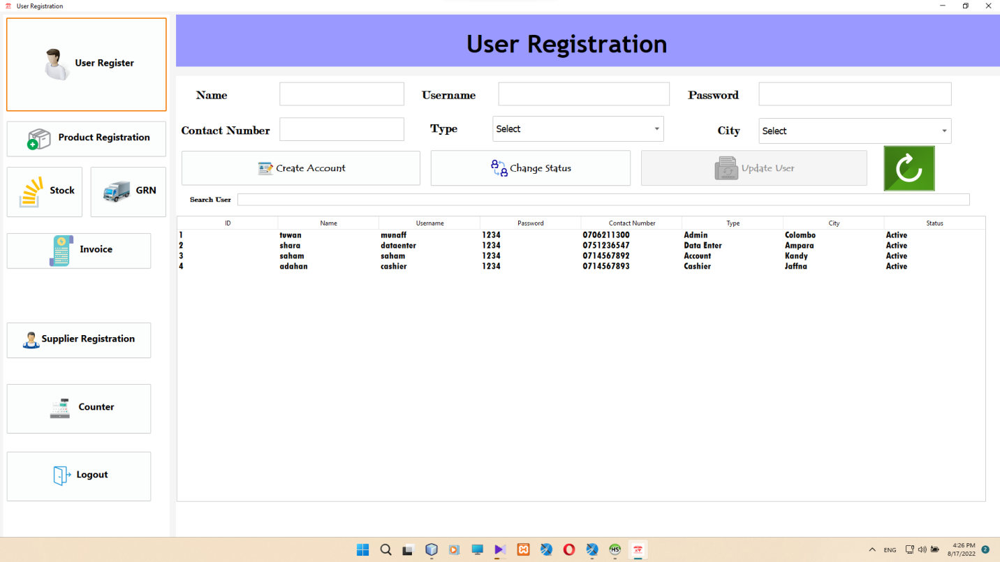 User Registration
User Registration
User Register
Product Registration
Stock
GRN
Invoice
Supplier Registration
Counter
Logout
Name
Username
Password
Contact Number
Type
Select
City
Select
Create Account
Change Status
Update User
Search User
ID Name Username Password Contact Number Type City Status
1 tuwan munaff 1234 0706211300 Admin Colombo Active
2 shara dataenter 1234 0751236547 Data Enter Ampara Active
3 saham saham 1234 0714567892 Account Kandy Active
4 adahan cashier 1234 0714567893 Cashier Jaffna Active
HS
ENG
4:26 PM
8/17/2022
2